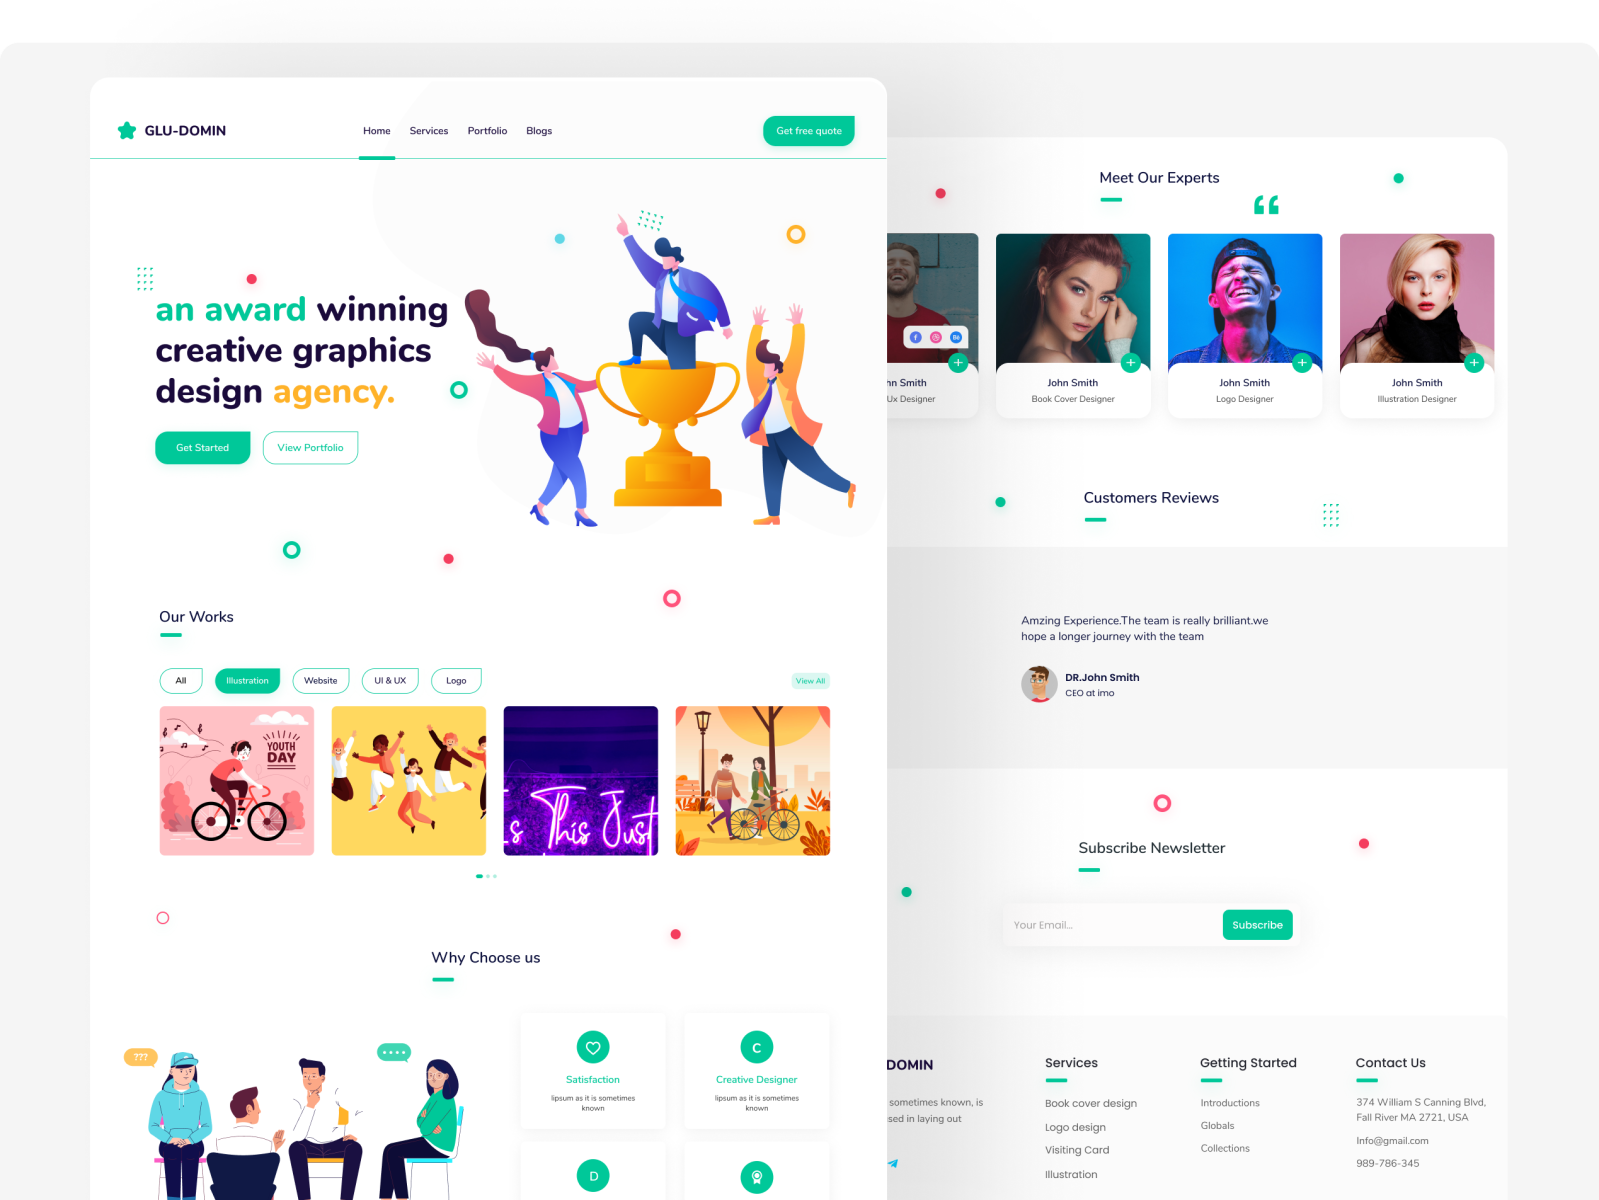 GLU-DOMIN
Home
Services
Portfolio
Blogs
Get free quote
an award winning
creative graphics
design agency.
Get Started
View Portfolio
Our Works
All
Illustration
Website
UI & UX
Logo
View All
YOUTH
DAY
s This Just
Why Choose us
???
Satisfaction
lipsum as it is sometimes
known
C
Creative Designer
lipsum as it is sometimes
known
D
Meet Our Experts
“
f
Bē
hn Smith
Ux Designer
John Smith
Book Cover Designer
John Smith
Logo Designer
John Smith
Illustration Designer
Customers Reviews
Amzing Experience.The team is really brilliant.we
hope a longer journey with the team
DR.John Smith
CEO at imo
Subscribe Newsletter
Your Email...
Subscribe
DOMIN
sometimes known, is
sed in laying out
Services
Book cover design
Logo design
Visiting Card
Illustration
Getting Started
Introductions
Globals
Collections
Contact Us
374 William S Canning Blvd,
Fall River MA 2721, USA
Info@gmail.com
989-786-345